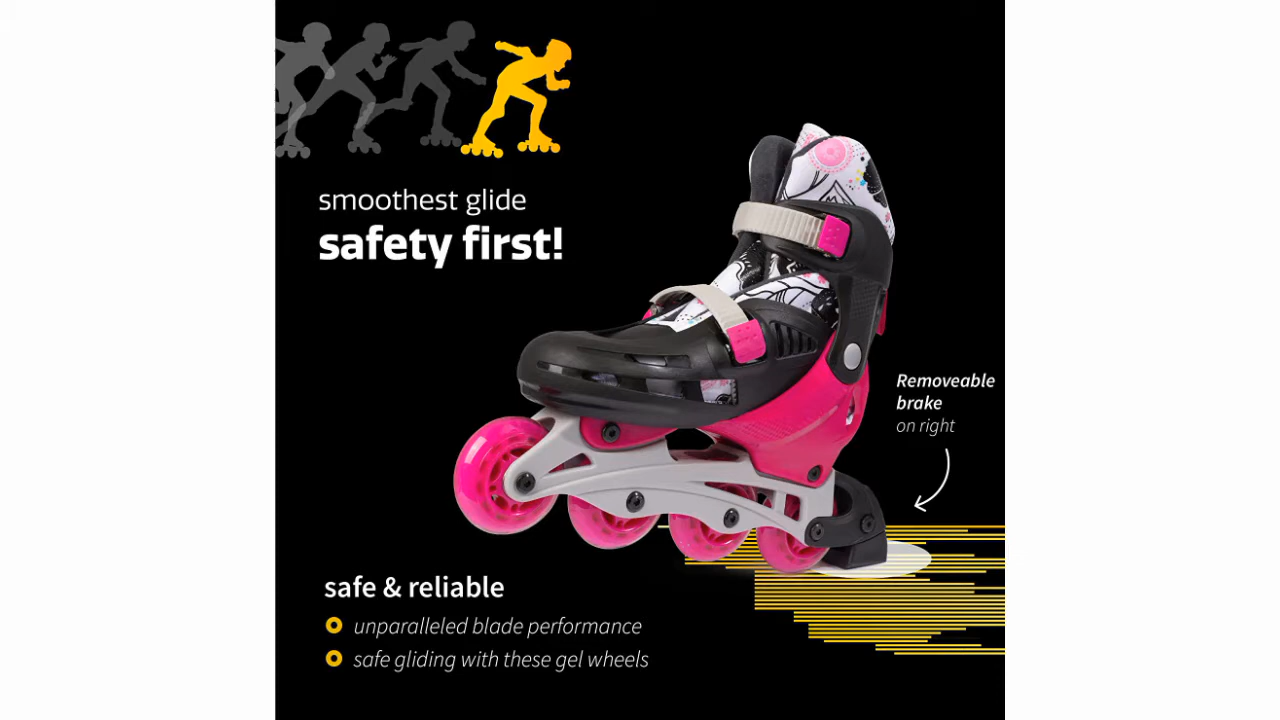 smoothest glide
safety first!
Removeable
brake
on right
safe & reliable
unparalleled blade performance
safe gliding with these gel wheels